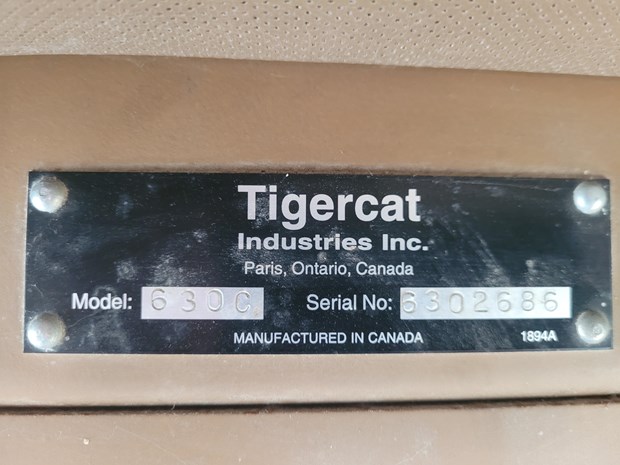 Tigercat
Industries Inc.
Paris, Ontario, Canada
Model: 630C Serial No: 6302686
MANUFACTURED IN CANADA 1894A